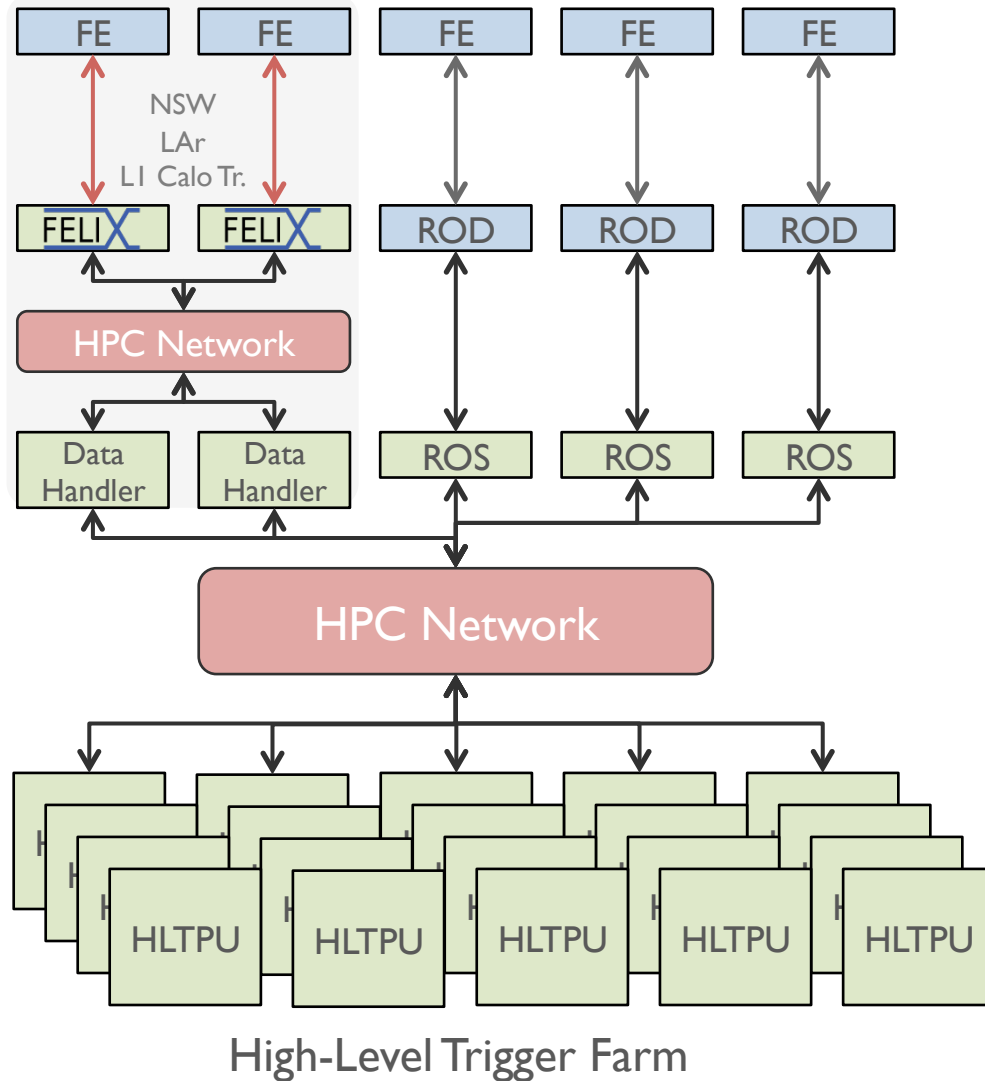 FE FE FE FE FE
NSW
LAr
L1 Calo Tr.
FELIX FELIX ROD ROD ROD
HPC Network
Data Handler Data Handler ROS ROS ROS
HPC Network
HLTPU HLTPU HLTPU HLTPU HLTPU
High-Level Trigger Farm